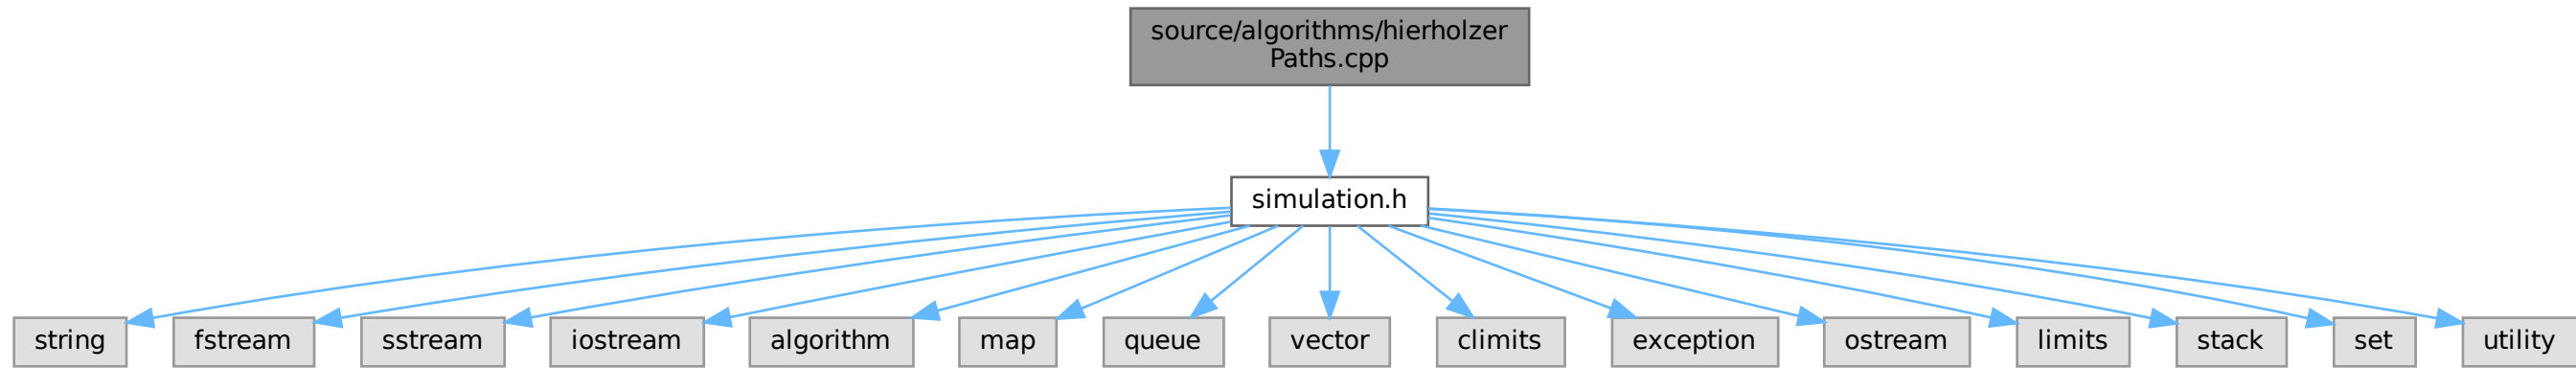 source/algorithms/hierholzer
Paths.cpp
simulation.h
string
fstream
sstream
iostream
algorithm
map
queue
vector
climits
exception
ostream
limits
stack
set
utility